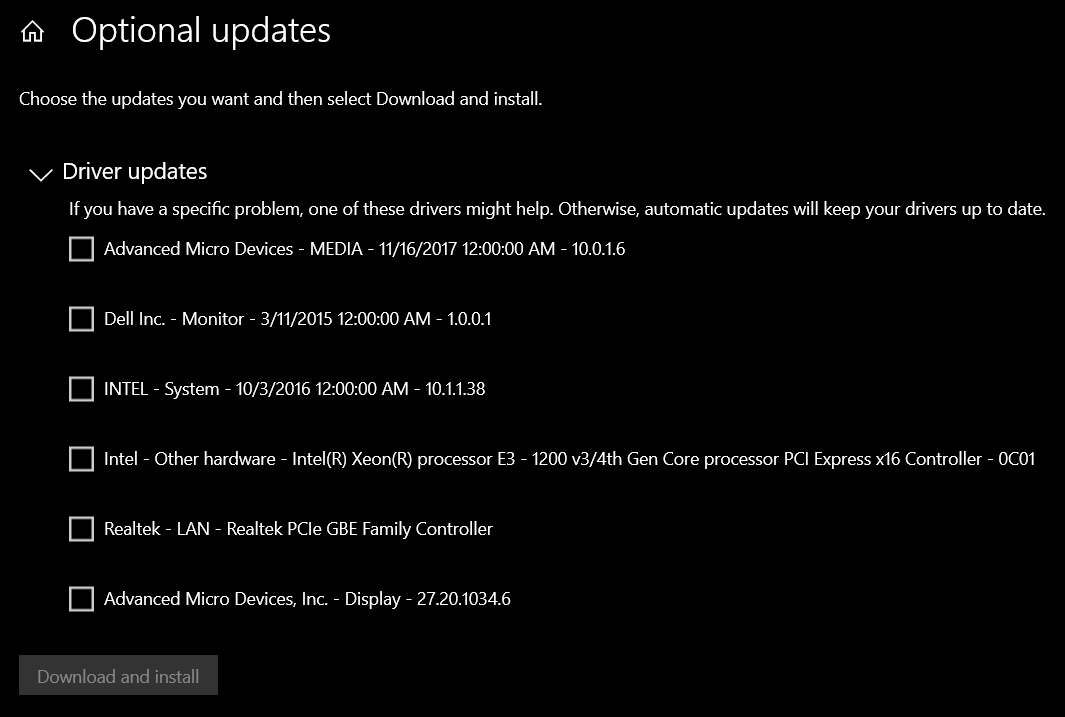 Optional updates
Choose the updates you want and then select Download and install.
Driver updates
If you have a specific problem, one of these drivers might help. Otherwise, automatic updates will keep your drivers up to date.
Advanced Micro Devices - MEDIA - 11/16/2017 12:00:00 AM - 10.0.1.6
Dell Inc. - Monitor - 3/11/2015 12:00:00 AM - 1.0.0.1
INTEL - System - 10/3/2016 12:00:00 AM - 10.1.1.38
Intel - Other hardware - Intel(R) Xeon(R) processor E3 - 1200 v3/4th Gen Core processor PCI Express x16 Controller - 0C01
Realtek - LAN - Realtek PCIe GBE Family Controller
Advanced Micro Devices, Inc. - Display - 27.20.1034.6
Download and install